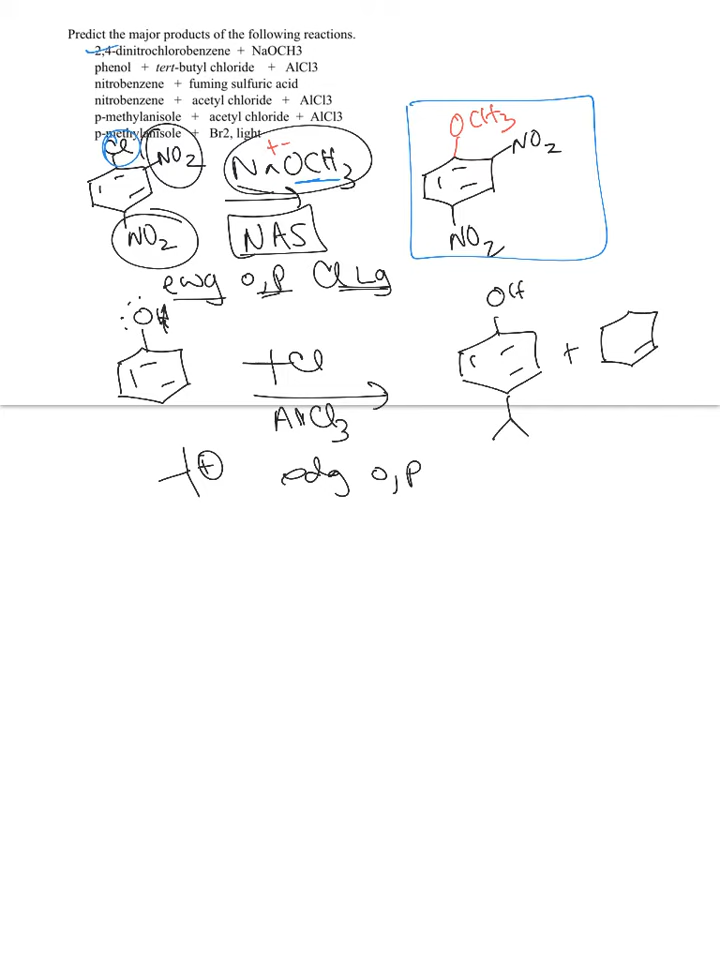 Predict the major products of the following reactions.
2,4-dinitrochlorobenzene + NaOCH3
phenol + tert-butyl chloride + AlCl3
nitrobenzene + fuming sulfuric acid
nitrobenzene + acetyl chloride + AlCl3
p-methylanisole + acetyl chloride + AlCl3
p-methylanisole + Br2, light
Cl NO2
+ -
NaOCH3
OCH3
NO2
NO2
NAS
NO2
ewg o,p Cl Lg
:OH
Cl
AlCl3
OH
+
+
edg o,p